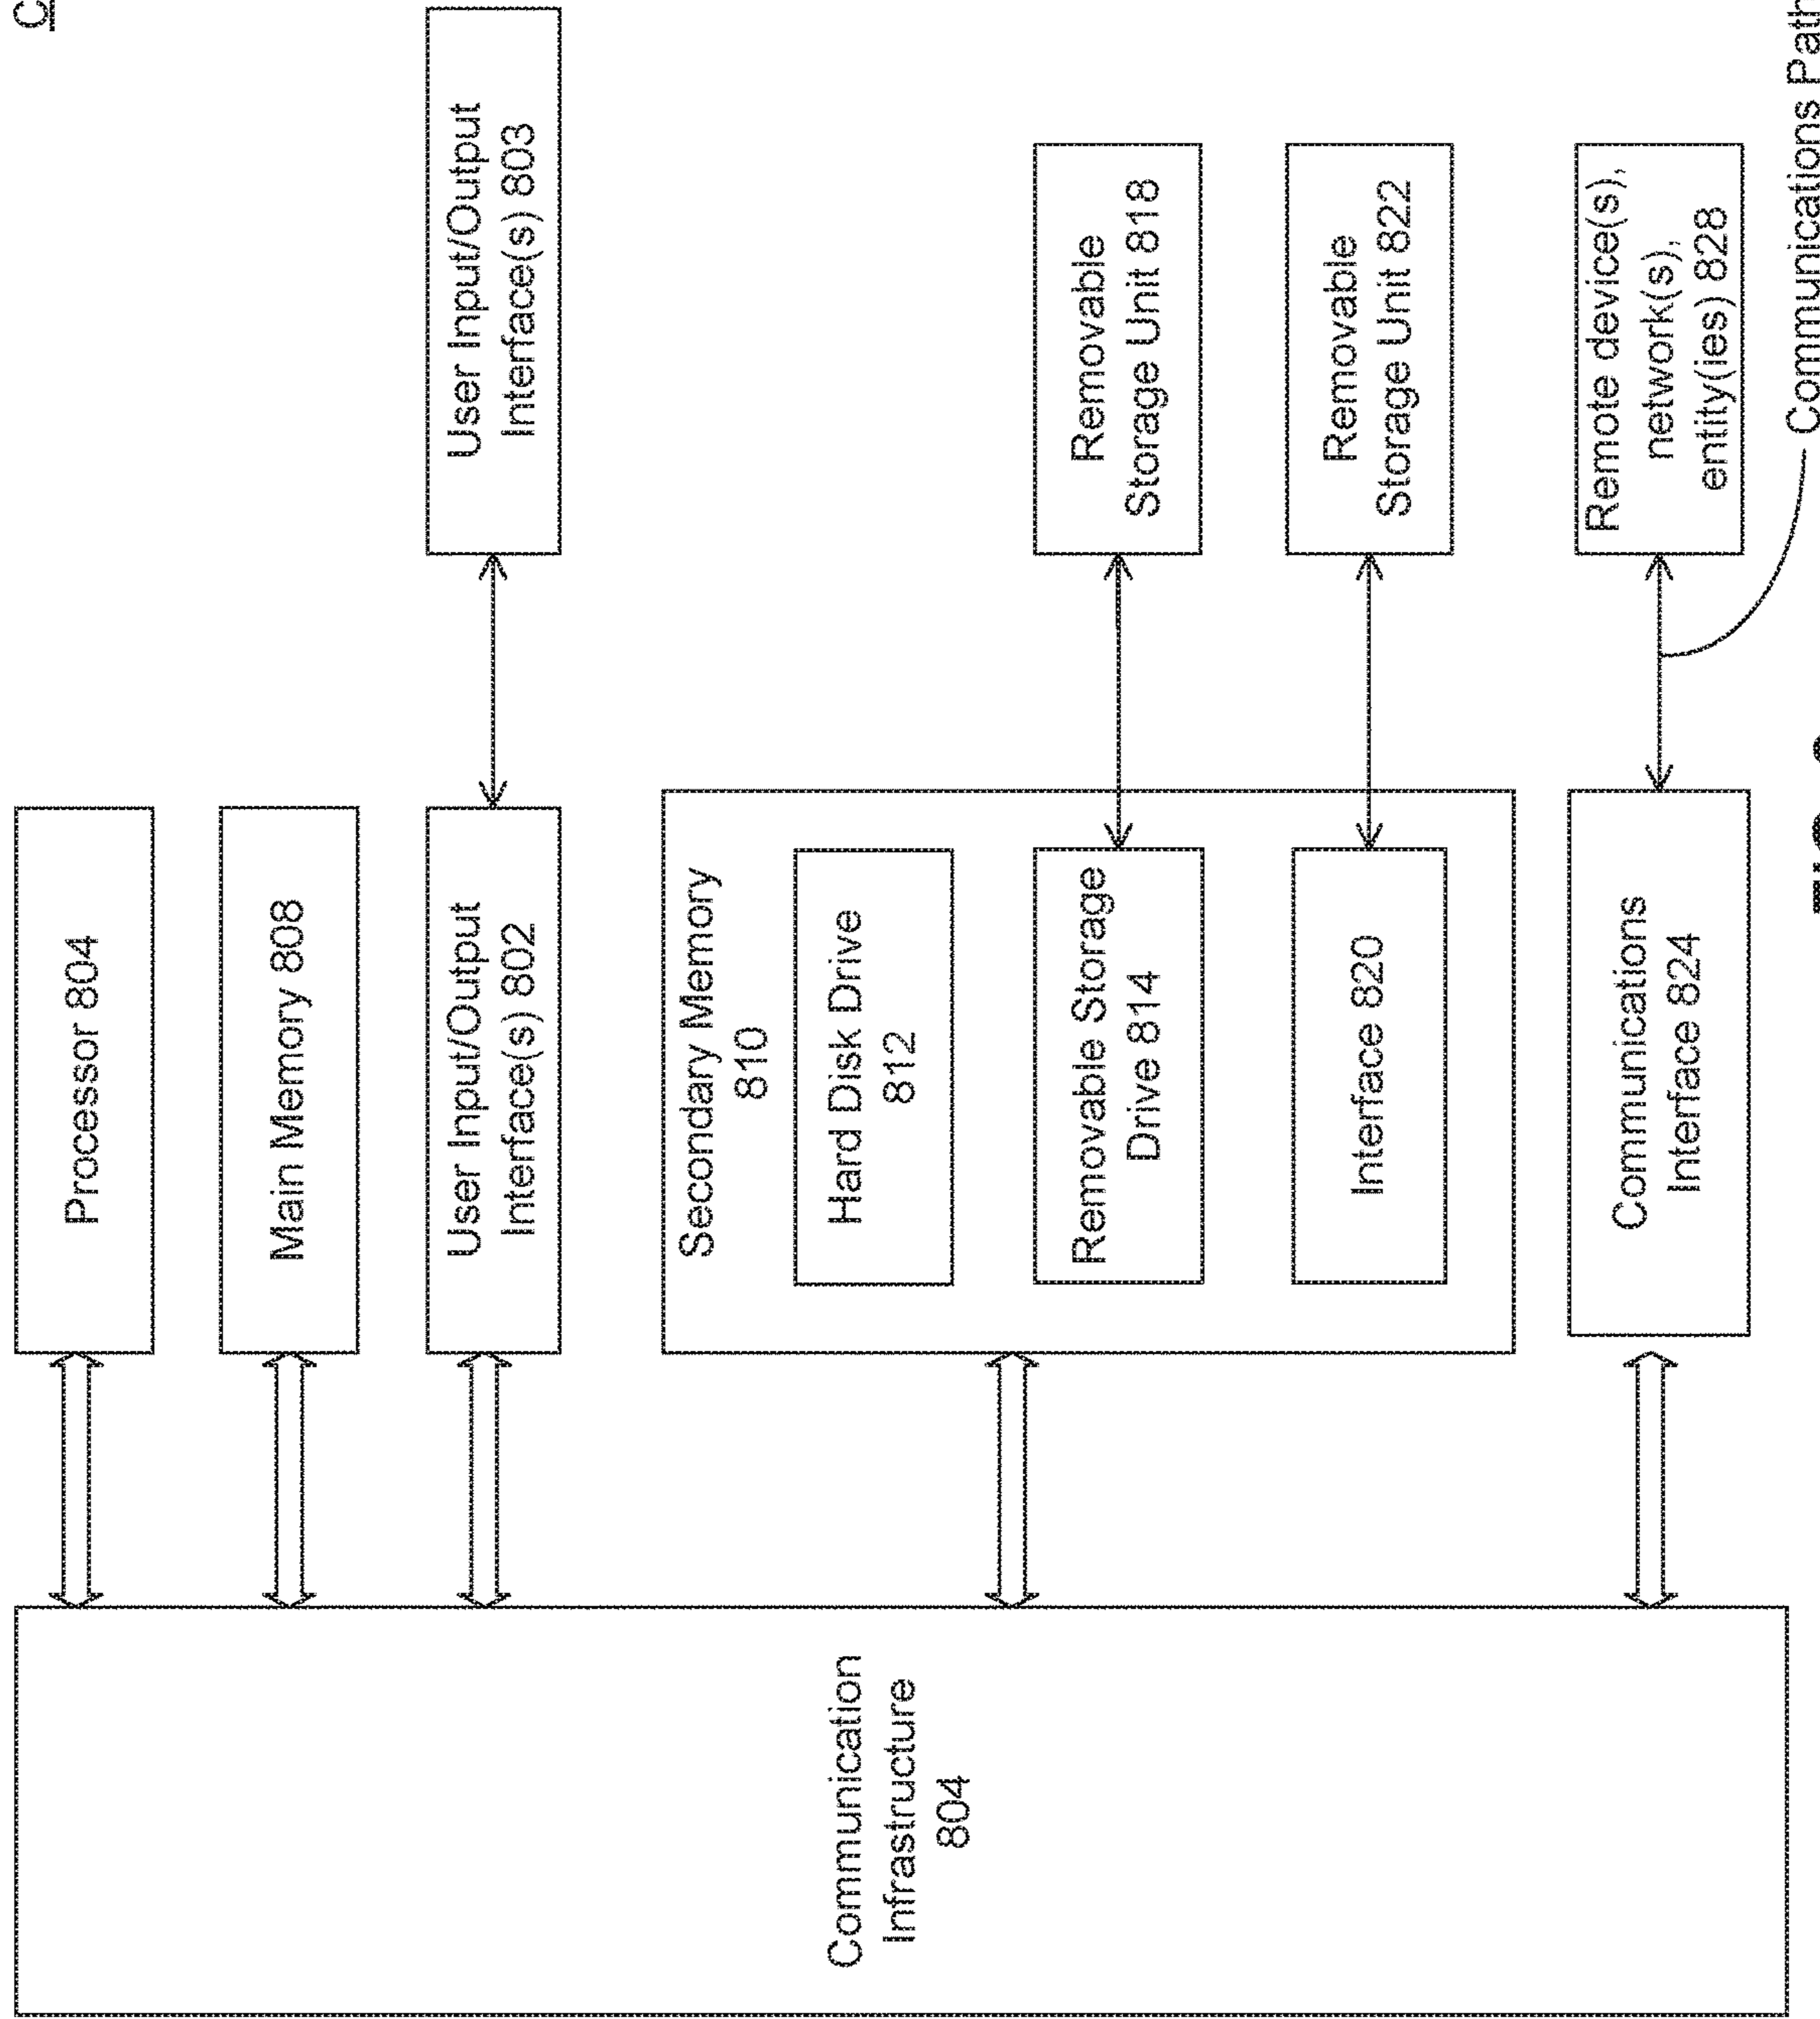 Processor 804
Main Memory 808
User Input/Output
Interface(s) 802
User Input/Output
Interface(s) 803
Communication
Infrastructure
804
Secondary Memory
810
Hard Disk Drive
812
Removable Storage
Drive 814
Removable
Storage Unit 818
Interface 820
Removable
Storage Unit 822
Communications
Interface 824
Remote device(s),
network(s),
entity(ies) 828
Communications Path